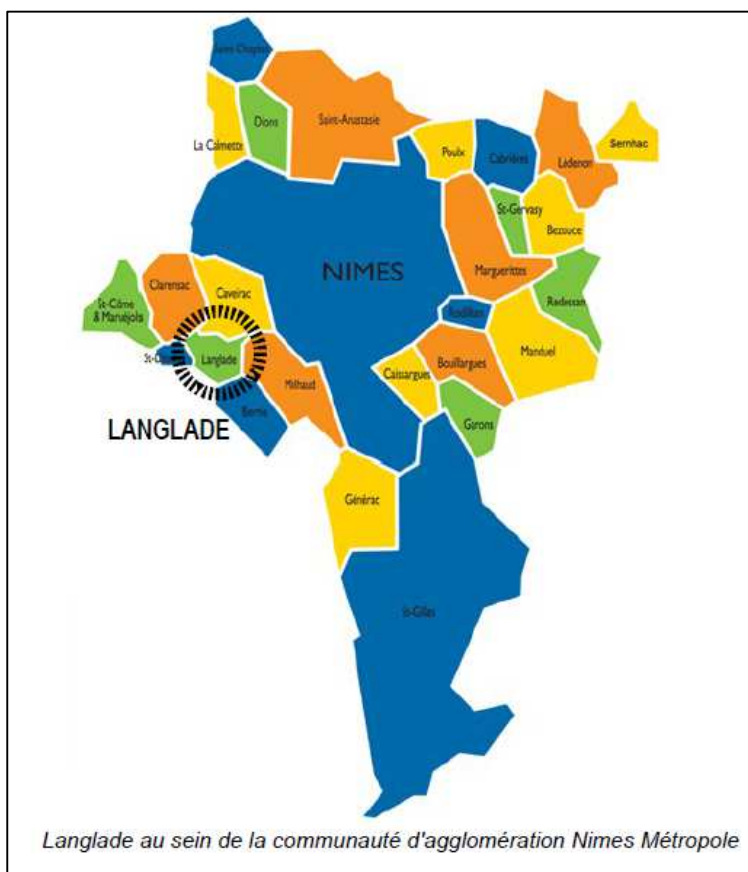 Saint-Chaptes
Dions
Saint-Anastasie
La Calmette
Poulx
Cabrières
Lédenon
Sernhac
St-Gervasy
Bezouce
NIMES
Marguerittes
Clarensac
Caveirac
Redessan
St-Côme
& Maruéjols
Rodilhan
Langlade
Manduel
Milhaud
Caissargues
Bouillargues
LANGLADE
Bernis
Garons
Générac
St-Gilles
Langlade au sein de la communauté d'agglomération Nimes Métropole